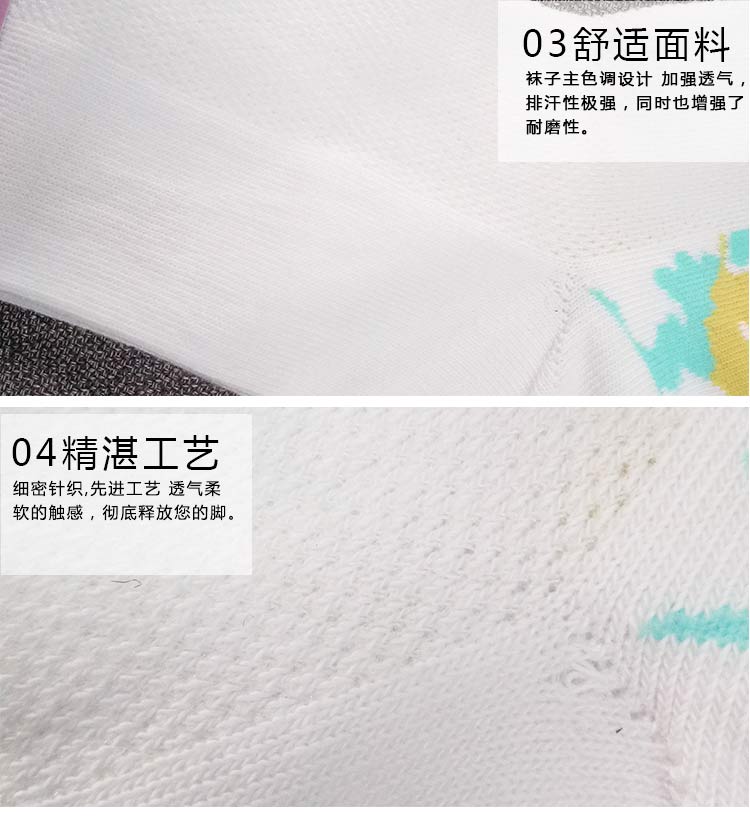 03舒适面料
袜子主色调设计 加强透气，
排汗性极强，同时也增强了
耐磨性。
04精湛工艺
细密针织,先进工艺 透气柔
软的触感，彻底释放您的脚。